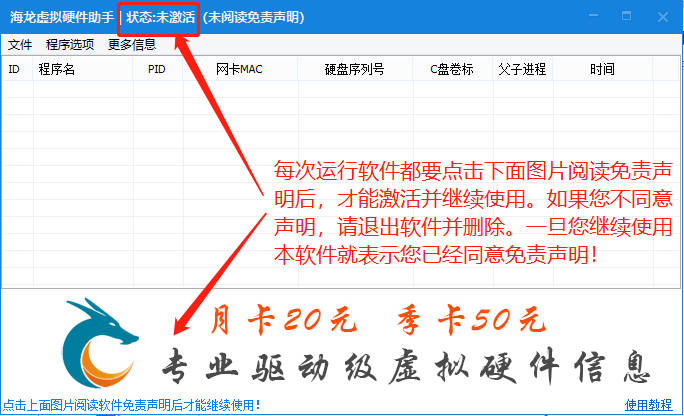 海龙虚拟硬件助手 | 状态:未激活 (未阅读免责声明)
文件 程序选项 更多信息
ID 程序名 PID 网卡MAC 硬盘序列号 C盘卷标 父子进程 时间
每次运行软件都要点击下面图片阅读免责声
明后，才能激活并继续使用。如果您不同意
声明，请退出软件并删除。一旦您继续使用
本软件就表示您已经同意免责声明！
月卡20元 季卡50元
专业驱动级虚拟硬件信息
点击上面图片阅读软件免责声明后才能继续使用！ 使用教程